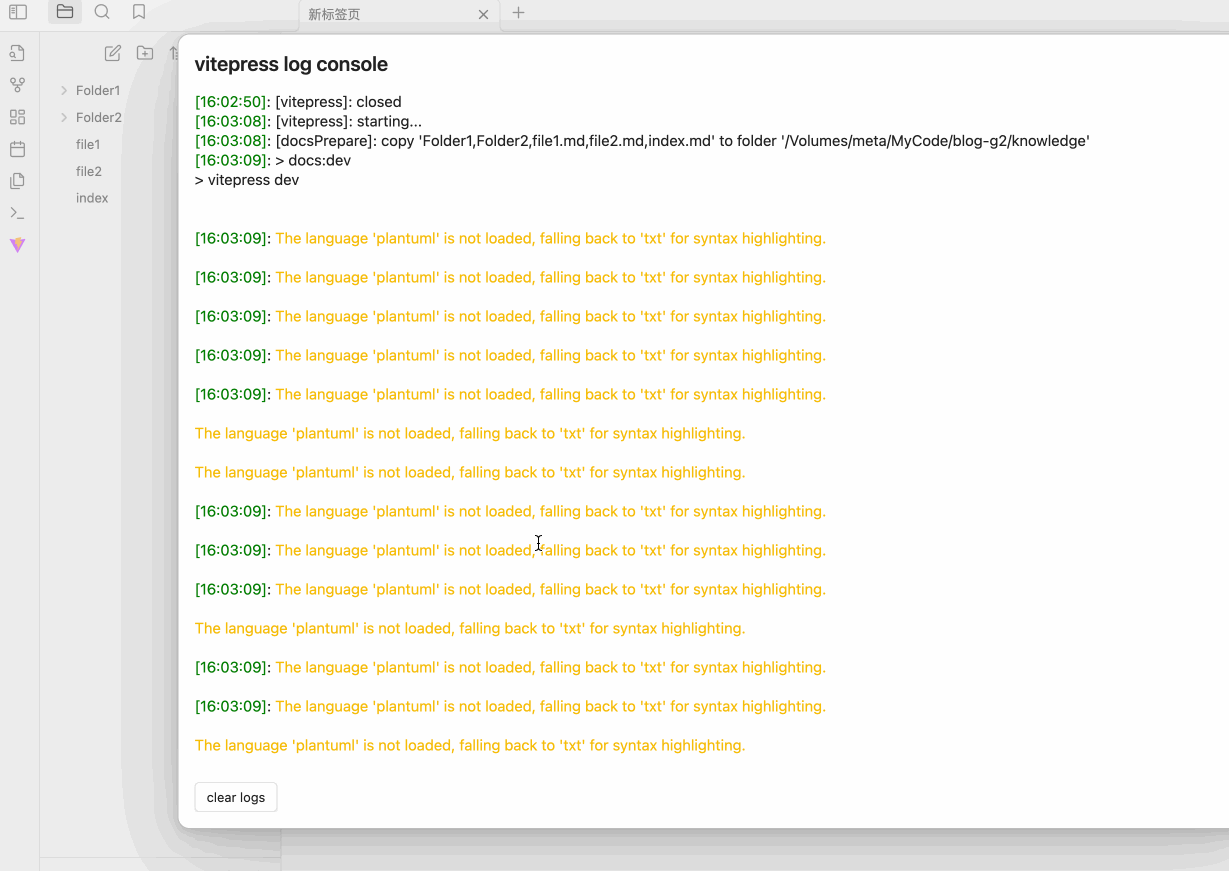 新标签页
Folder1
Folder2
file1
file2
index
vitepress log console
[16:02:50]: [vitepress]: closed
[16:03:08]: [vitepress]: starting...
[16:03:08]: [docsPrepare]: copy 'Folder1,Folder2,file1.md,file2.md,index.md' to folder '/Volumes/meta/MyCode/blog-g2/knowledge'
[16:03:09]: > docs:dev
> vitepress dev
[16:03:09]: The language 'plantuml' is not loaded, falling back to 'txt' for syntax highlighting.
[16:03:09]: The language 'plantuml' is not loaded, falling back to 'txt' for syntax highlighting.
[16:03:09]: The language 'plantuml' is not loaded, falling back to 'txt' for syntax highlighting.
[16:03:09]: The language 'plantuml' is not loaded, falling back to 'txt' for syntax highlighting.
[16:03:09]: The language 'plantuml' is not loaded, falling back to 'txt' for syntax highlighting.
The language 'plantuml' is not loaded, falling back to 'txt' for syntax highlighting.
The language 'plantuml' is not loaded, falling back to 'txt' for syntax highlighting.
[16:03:09]: The language 'plantuml' is not loaded, falling back to 'txt' for syntax highlighting.
[16:03:09]: The language 'plantuml' is not loaded, falling back to 'txt' for syntax highlighting.
[16:03:09]: The language 'plantuml' is not loaded, falling back to 'txt' for syntax highlighting.
The language 'plantuml' is not loaded, falling back to 'txt' for syntax highlighting.
[16:03:09]: The language 'plantuml' is not loaded, falling back to 'txt' for syntax highlighting.
[16:03:09]: The language 'plantuml' is not loaded, falling back to 'txt' for syntax highlighting.
The language 'plantuml' is not loaded, falling back to 'txt' for syntax highlighting.
clear logs